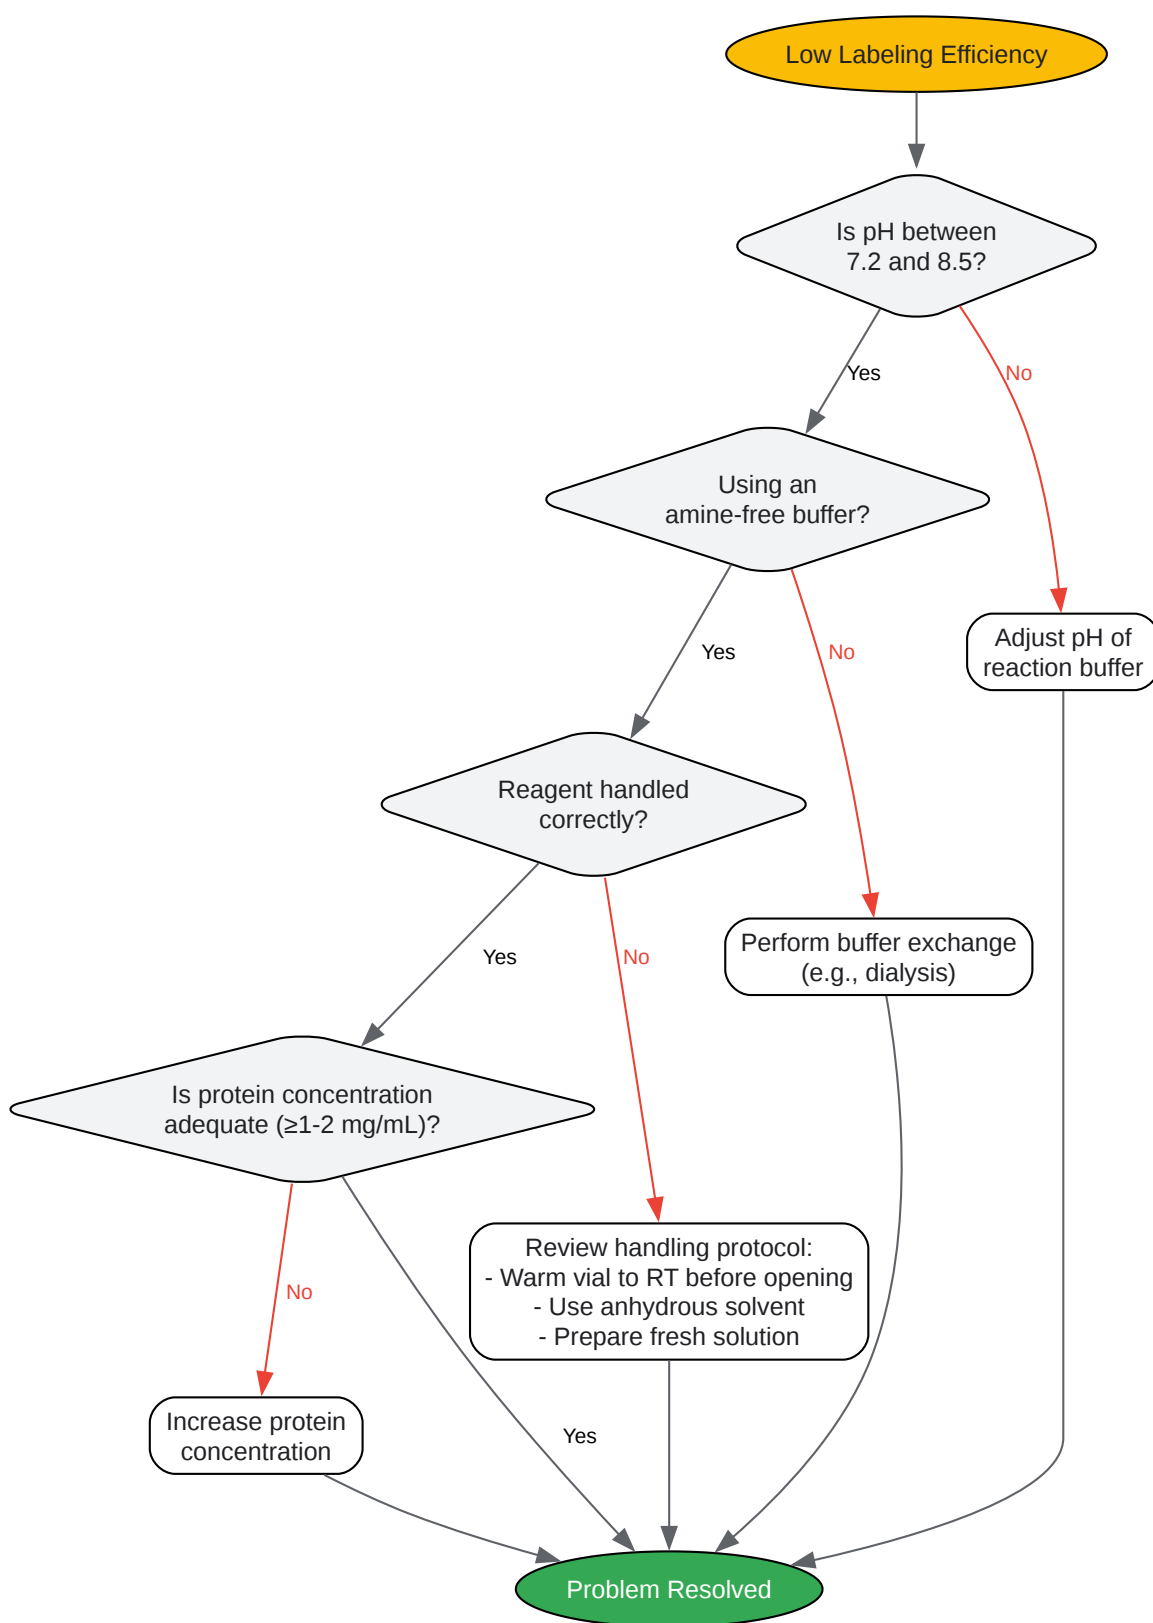 Low Labeling Efficiency
Is pH between
7.2 and 8.5?
Yes
No
Using an
amine-free buffer?
Yes
No
Adjust pH of
reaction buffer
Reagent handled
correctly?
Yes
No
Perform buffer exchange
(e.g., dialysis)
Is protein concentration
adequate (≥1-2 mg/mL)?
No
Yes
Review handling protocol:
- Warm vial to RT before opening
- Use anhydrous solvent
- Prepare fresh solution
Increase protein
concentration
Problem Resolved